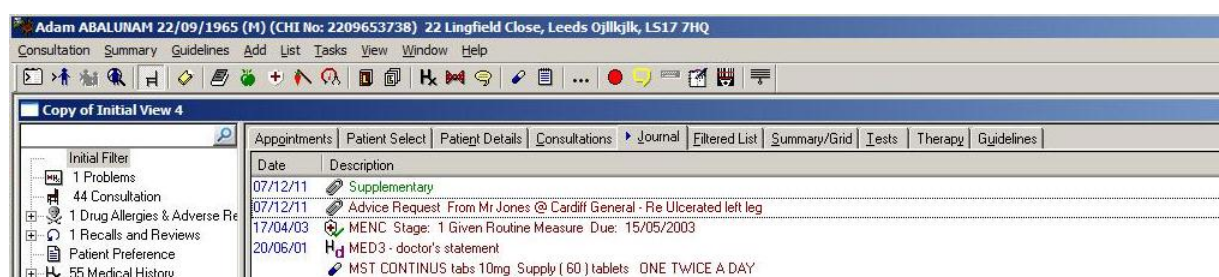 Adam ABALUNAM 22/09/1965 (M) (CHI No: 2209653738) 22 Lingfield Close, Leeds Ojllkjlk, LS17 7HQ
Consultation Summary Guidelines Add List Tasks View Window Help
Copy of Initial View 4
Appointments Patient Select Patient Details Consultations Journal Filtered List Summary/Grid Tests Therapy Guidelines
Initial Filter
1 Problems
44 Consultation
1 Drug Allergies & Adverse Re
1 Recalls and Reviews
Patient Preference
55 Medical History
Date Description
07/12/11 Supplementary
07/12/11 Advice Request From Mr Jones @ Cardiff General - Re Ulcerated left leg
17/04/03 MENC Stage: 1 Given Routine Measure Due: 15/05/2003
20/06/01 Hd MED3 - doctor's statement
MST CONTINUS tabs 10mg Supply ( 60 ) tablets ONE TWICE A DAY